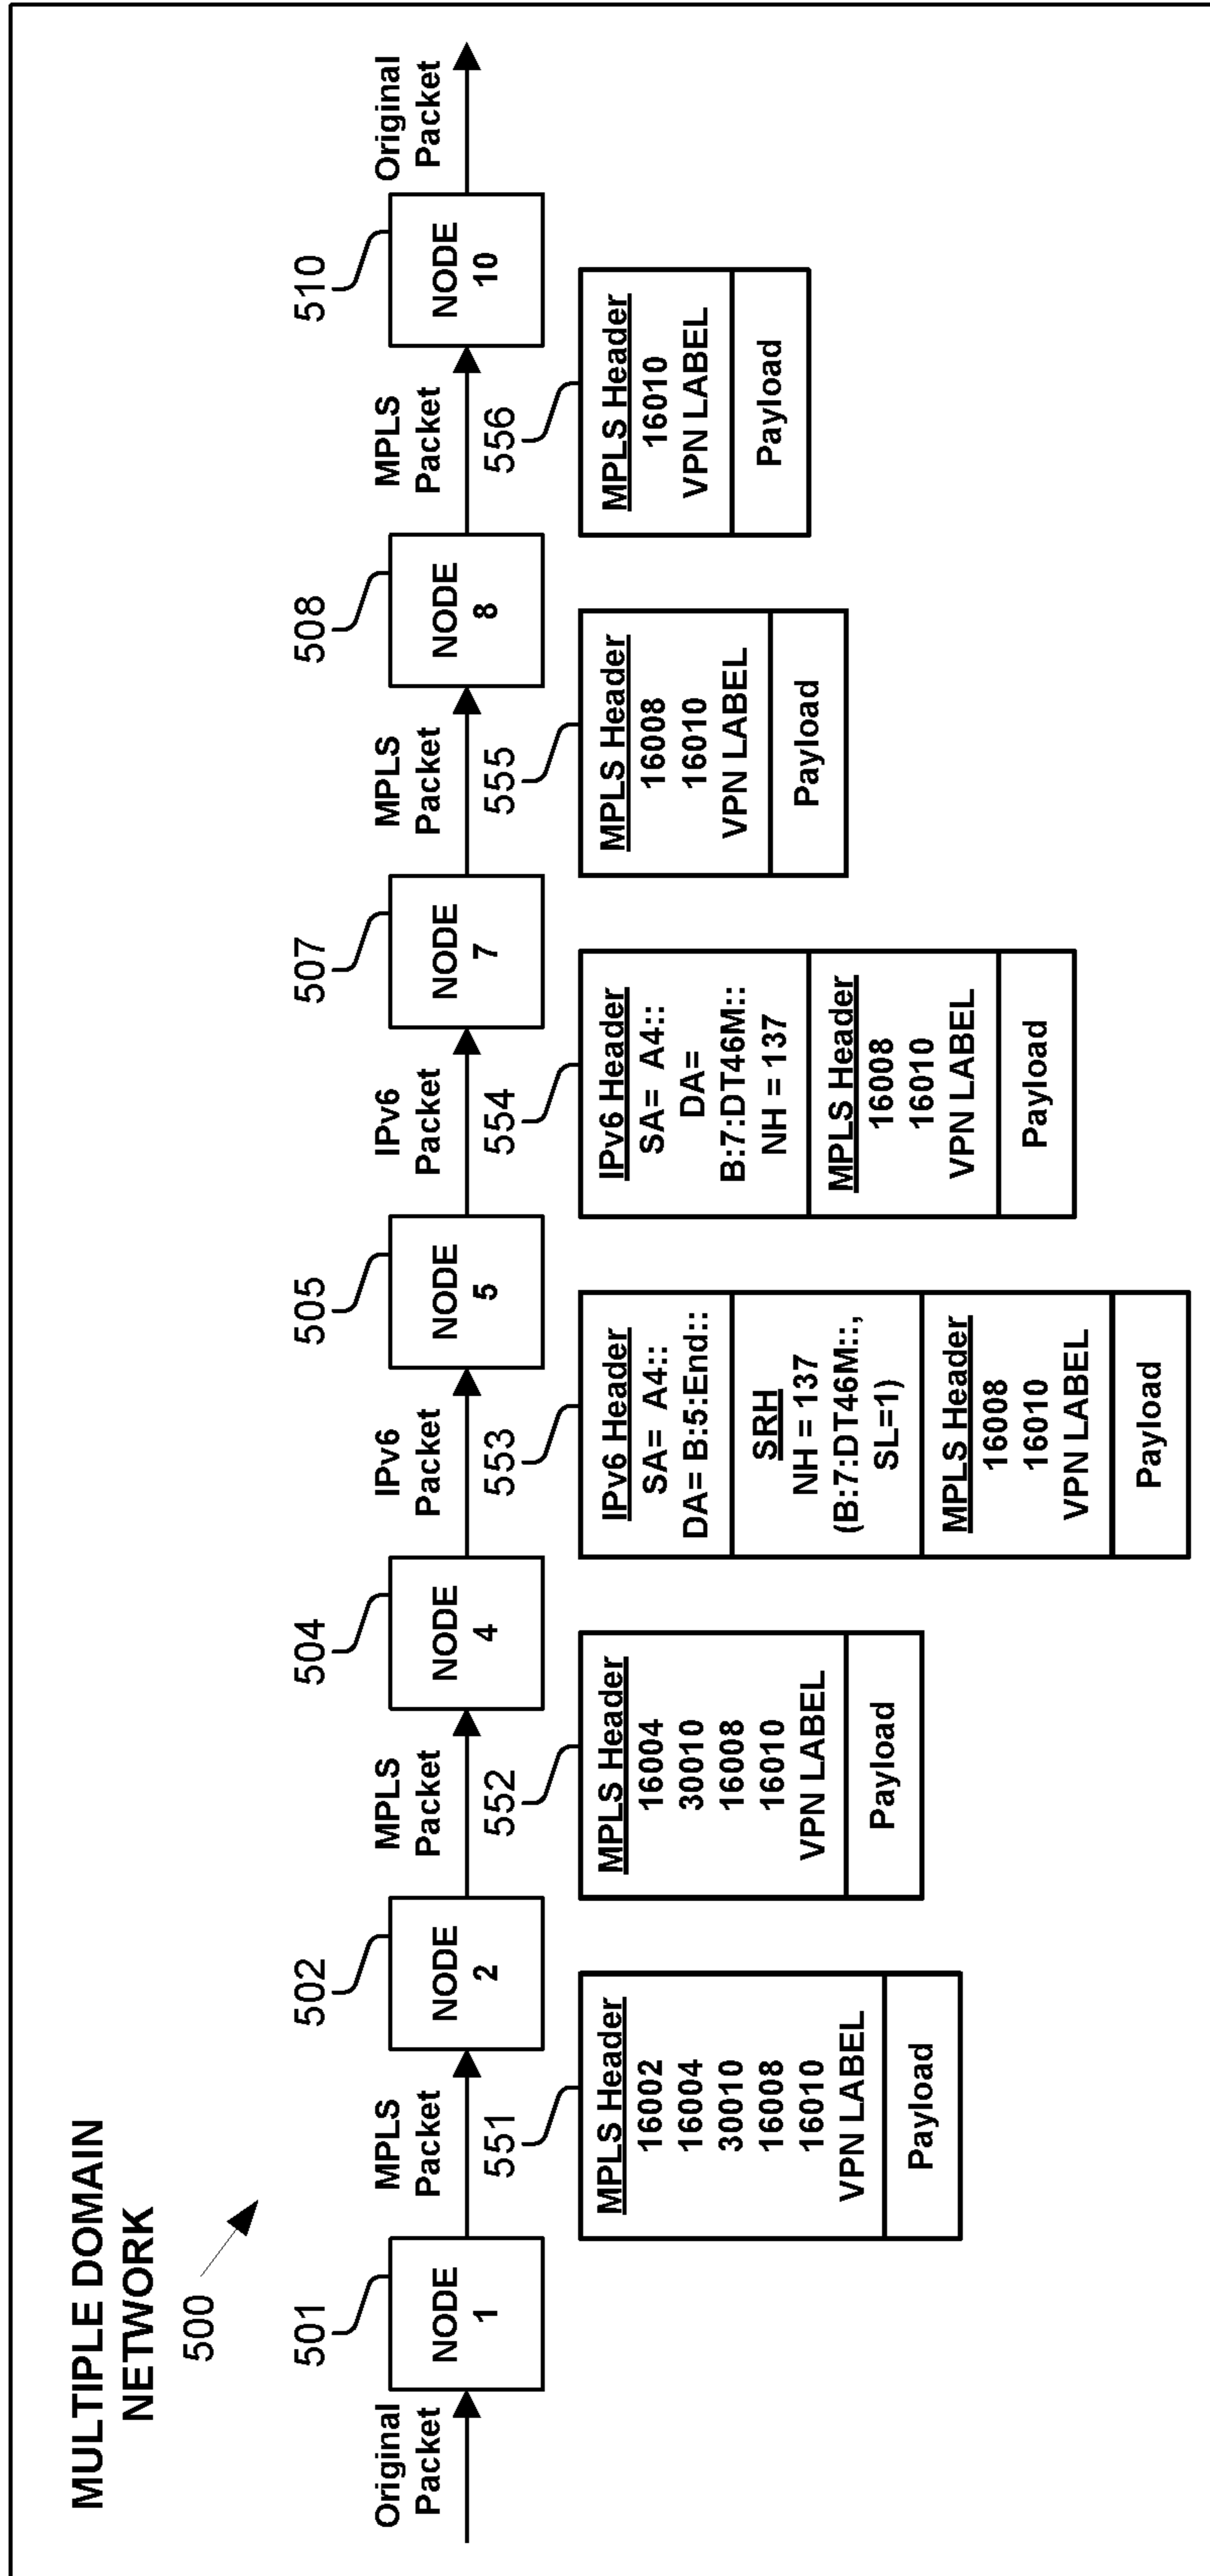 MULTIPLE DOMAIN
NETWORK
500
Original
Packet
501
NODE
1
MPLS
Packet
551
MPLS Header
16002
16004
30010
16008
16010
VPN LABEL
Payload
502
NODE
2
MPLS
Packet
552
MPLS Header
16004
30010
16008
16010
VPN LABEL
Payload
504
NODE
4
IPv6
Packet
553
IPv6 Header
SA= A4::
DA= B:5:End::
SRH
NH = 137
(B:7:DT46M::,
SL=1)
MPLS Header
16008
16010
VPN LABEL
Payload
505
NODE
5
IPv6
Packet
554
IPv6 Header
SA= A4::
DA=
B:7:DT46M::
NH = 137
MPLS Header
16008
16010
VPN LABEL
Payload
507
NODE
7
MPLS
Packet
555
MPLS Header
16008
16010
VPN LABEL
Payload
508
NODE
8
MPLS
Packet
556
MPLS Header
16010
VPN LABEL
Payload
510
NODE
10
Original
Packet